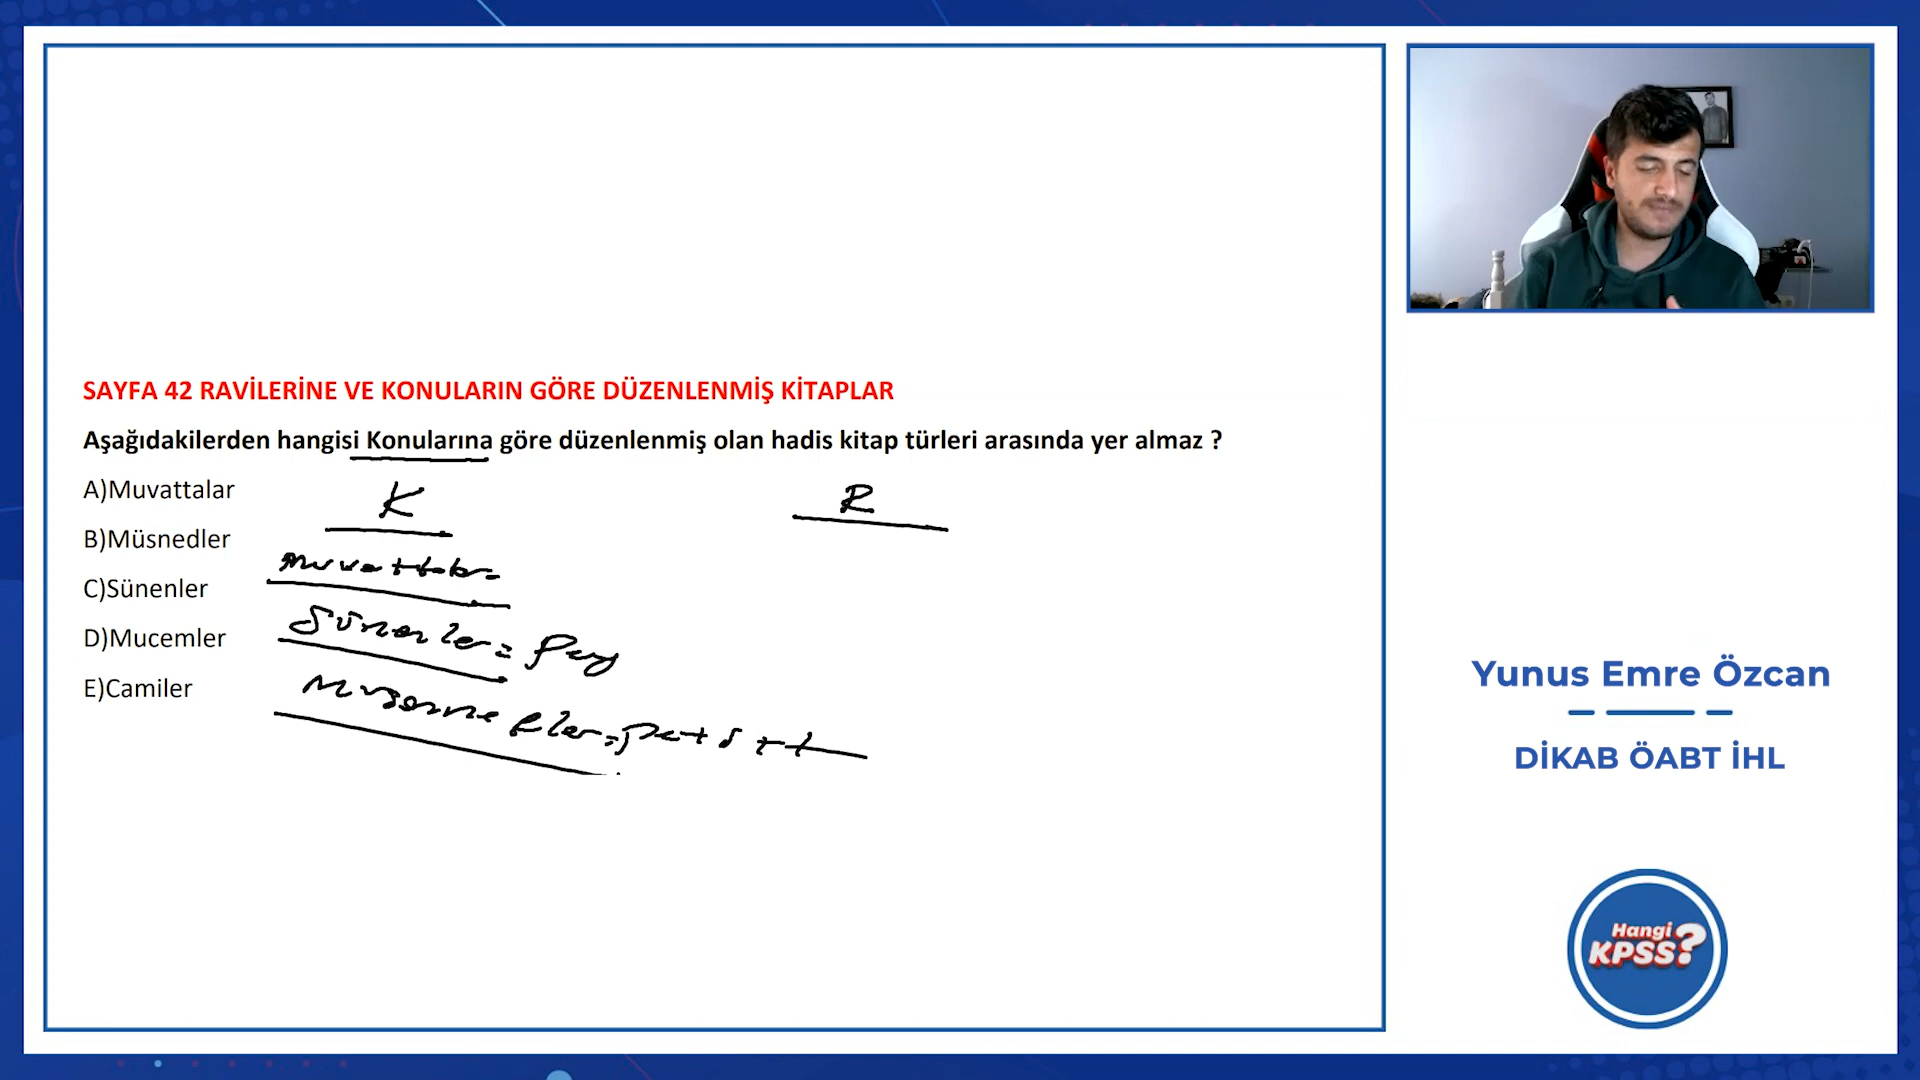 SAYFA 42 RAVİLERİNE VE KONULARIN GÖRE DÜZENLENMİŞ KİTAPLAR
Aşağıdakilerden hangisi Konularına göre düzenlenmiş olan hadis kitap türleri arasında yer almaz ?
A)Muvattalar
B)Müsnedler
C)Sünenler
D)Mucemler
E)Camiler
K
R
Muvattalar
Sünenler = Pey
Yunus Emre Özcan
DİKAB ÖABT İHL
Hangi
KPSS?